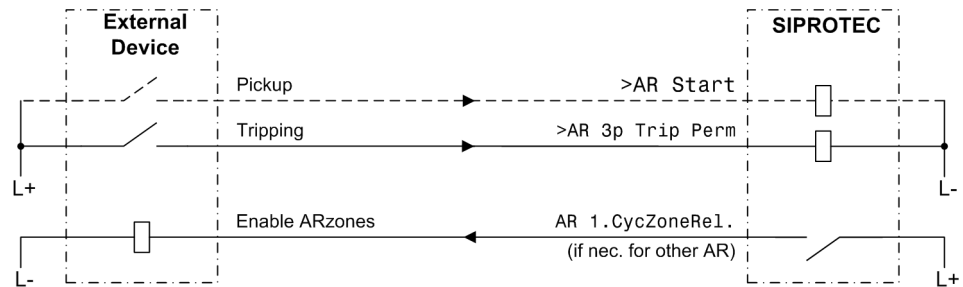 External
Device
SIPROTEC
Pickup
>AR Start
Tripping
>AR 3p Trip Perm
L+
L-
Enable ARzones
AR 1.CycZoneRel.
(if nec. for other AR)
L-
L+